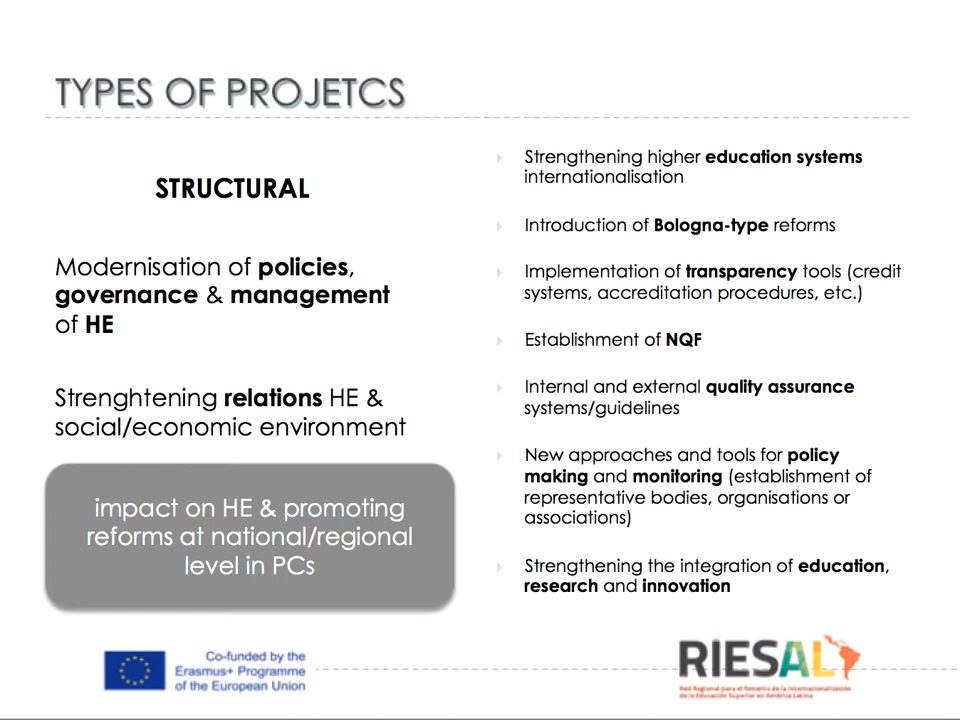 TYPES OF PROJETCS
STRUCTURAL
Modernisation of policies,
governance & management
of HE
Strenghtening relations HE &
social/economic environment
impact on HE & promoting
reforms at national/regional
level in PCs
Strengthening higher education systems
internationalisation
Introduction of Bologna-type reforms
Implementation of transparency tools (credit
systems, accreditation procedures, etc.)
Establishment of NQF
Internal and external quality assurance
systems/guidelines
New approaches and tools for policy
making and monitoring (establishment of
representative bodies, organisations or
associations)
Strengthening the integration of education,
research and innovation
Co-funded by the
Erasmus+ Programme
of the European Union
RIESAL
Red Regional para el fomento de la Internacionalización
de la Educación Superior en América Latina